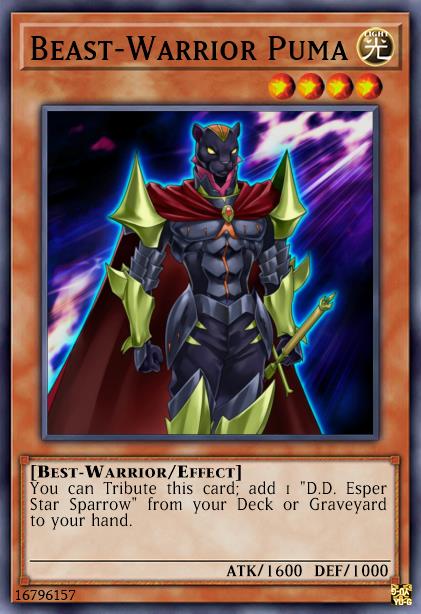 BEAST-WARRIOR PUMA
LIGHT
光
[BEST-WARRIOR/EFFECT]
You can Tribute this card; add 1 "D.D. Esper
Star Sparrow" from your Deck or Graveyard
to your hand.
ATK/1600 DEF/1000
16796157